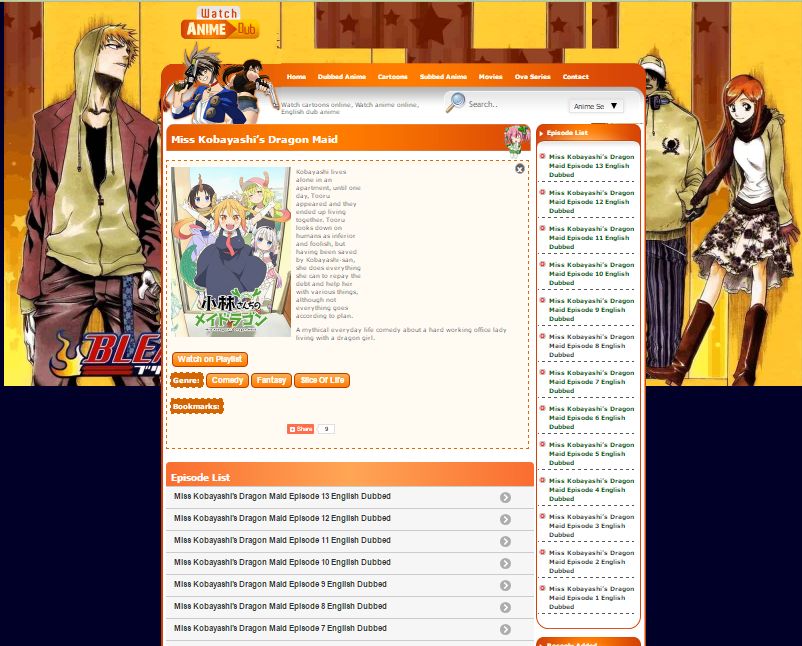 Watch
ANIME Dub
Home
Dubbed Anime
Cartoons
Subbed Anime
Movies
Ova Series
Contact
Watch cartoons online, Watch anime online,
English dub anime
Search..
Anime Se ▼
Miss Kobayashi's Dragon Maid
Kobayashi lives
alone in an
apartment, until one
day, Tooru
appeared and they
ended up living
together. Tooru
looks down on
humans as inferior
and foolish, but
having been saved
by Kobayashi-san,
she does everything
she can to repay the
debt and help her
with various things,
although not
everything goes
according to plan.
A mythical everyday life comedy about a hard working office lady
living with a dragon girl.
小林さんちの
メイドラゴン
Watch on Playlist
Genre:
Comedy
Fantasy
Slice Of Life
Bookmarks:
Share
9
Episode List
Miss Kobayashi's Dragon Maid Episode 13 English Dubbed
Miss Kobayashi's Dragon Maid Episode 12 English Dubbed
Miss Kobayashi's Dragon Maid Episode 11 English Dubbed
Miss Kobayashi's Dragon Maid Episode 10 English Dubbed
Miss Kobayashi's Dragon Maid Episode 9 English Dubbed
Miss Kobayashi's Dragon Maid Episode 8 English Dubbed
Miss Kobayashi's Dragon Maid Episode 7 English Dubbed
Episode List
Miss Kobayashi's Dragon
Maid Episode 13 English
Dubbed
Miss Kobayashi's Dragon
Maid Episode 12 English
Dubbed
Miss Kobayashi's Dragon
Maid Episode 11 English
Dubbed
Miss Kobayashi's Dragon
Maid Episode 10 English
Dubbed
Miss Kobayashi's Dragon
Maid Episode 9 English
Dubbed
Miss Kobayashi's Dragon
Maid Episode 8 English
Dubbed
Miss Kobayashi's Dragon
Maid Episode 7 English
Dubbed
Miss Kobayashi's Dragon
Maid Episode 6 English
Dubbed
Miss Kobayashi's Dragon
Maid Episode 5 English
Dubbed
Miss Kobayashi's Dragon
Maid Episode 4 English
Dubbed
Miss Kobayashi's Dragon
Maid Episode 3 English
Dubbed
Miss Kobayashi's Dragon
Maid Episode 2 English
Dubbed
Miss Kobayashi's Dragon
Maid Episode 1 English
Dubbed
Recently Added